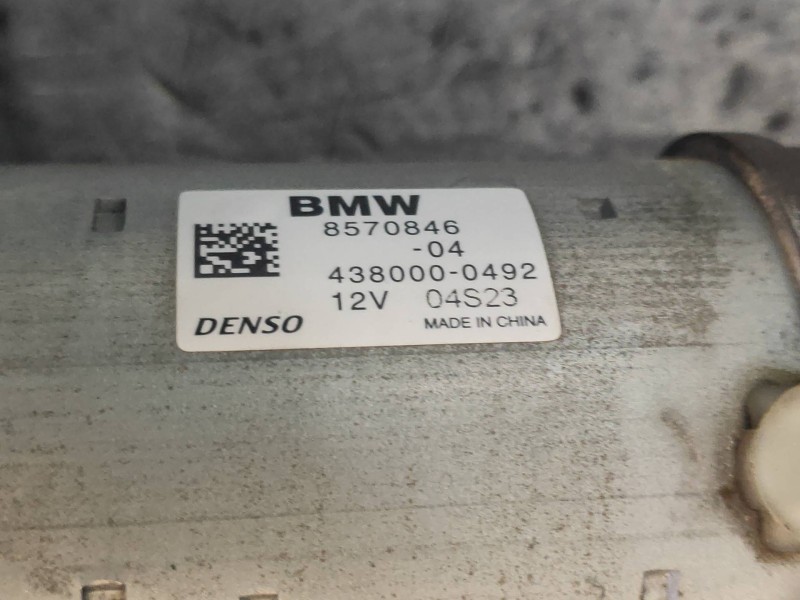 BMW
8570846
-04
438000-0492
12V 04S23
DENSO MADE IN CHINA